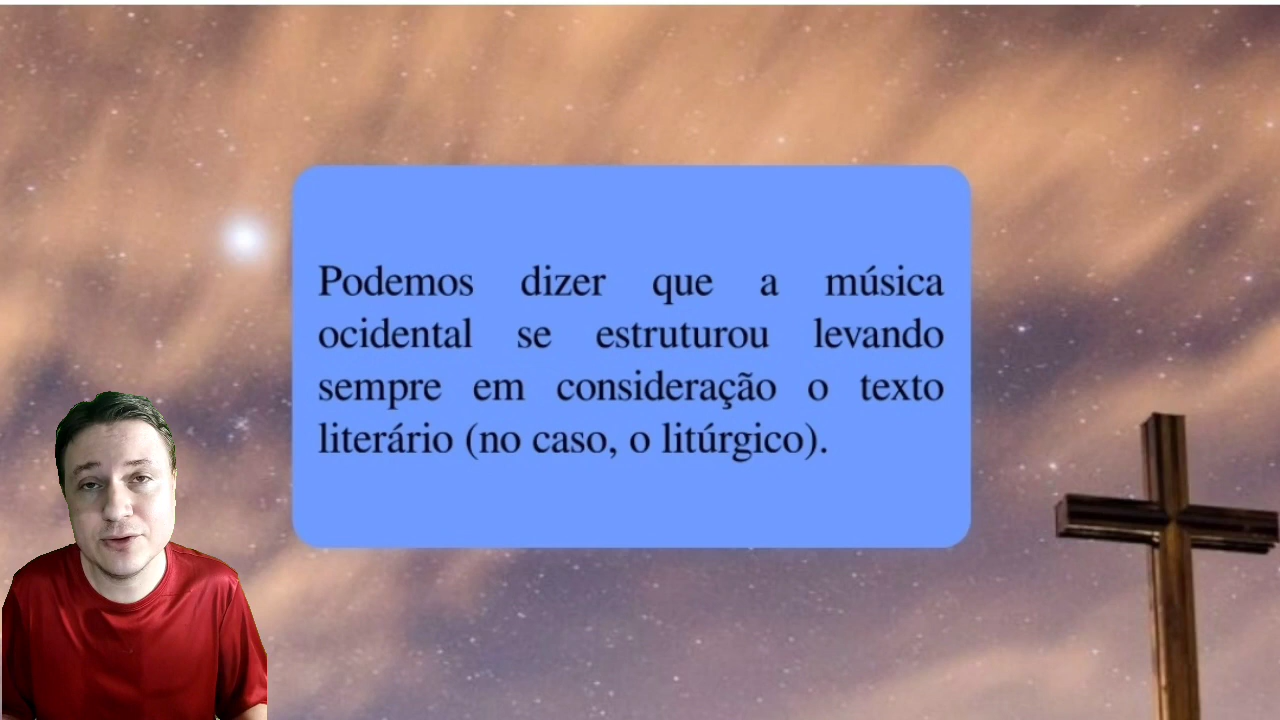 Podemos dizer que a música
ocidental se estruturou levando
sempre em consideração o texto
literário (no caso, o litúrgico).